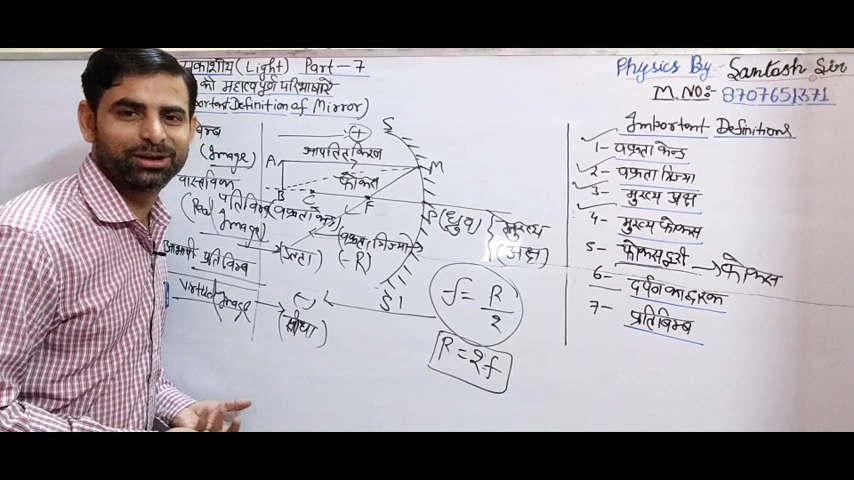 प्रकाशीय (Light) Part-7
को महत्वपूर्ण परिभाषाऐ
portant Definition of Mirror)
म्ब
(Image)
वास्तविक
प्रतिबिम्ब
(Real Image)
आभासी प्रतिबिम्ब
Virtual Image
(उल्टा)
(सीधा)
(+)
आपतित किरण
फोकस
A
B
C
F
M
S
S'
P (ध्रुव)
मुख्य
अक्ष)
(वक्रता केन्द्र
(वक्रता त्रिज्या)
(-R)
(-)
f = R/2
R = 2f
Physics By - Santosh Sir
M.NO:- 8707651371
Important Definitions
1- वक्रता केन्द्र
2- वक्रता त्रिज्या
3- मुख्य अक्ष
4- मुख्य फोकस
5- फोकस दूरी → फोकस
6- दर्पण का द्वारक
7- प्रतिबिम्ब